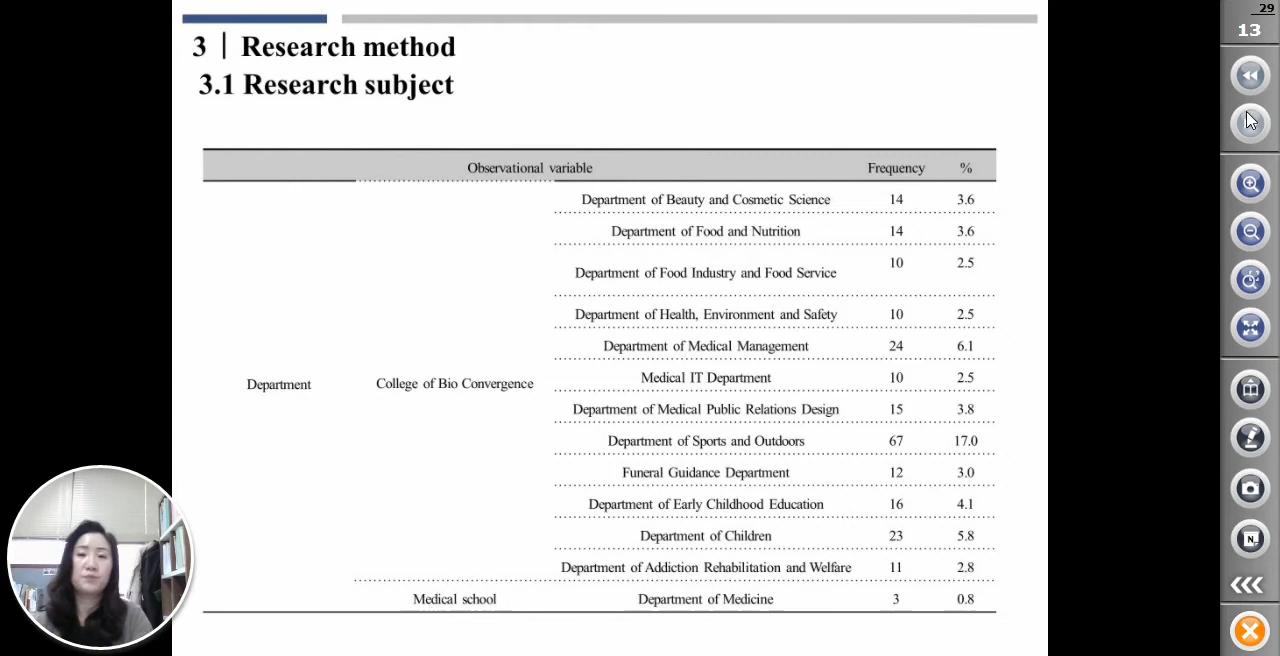 29
13
3 | Research method
3.1 Research subject
Observational variable Frequency %
Department of Beauty and Cosmetic Science 14 3.6
Department of Food and Nutrition 14 3.6
Department of Food Industry and Food Service 10 2.5
Department of Health, Environment and Safety 10 2.5
Department of Medical Management 24 6.1
Medical IT Department 10 2.5
Department College of Bio Convergence
Department of Medical Public Relations Design 15 3.8
Department of Sports and Outdoors 67 17.0
Funeral Guidance Department 12 3.0
Department of Early Childhood Education 16 4.1
Department of Children 23 5.8
Department of Addiction Rehabilitation and Welfare 11 2.8
Medical school Department of Medicine 3 0.8
N